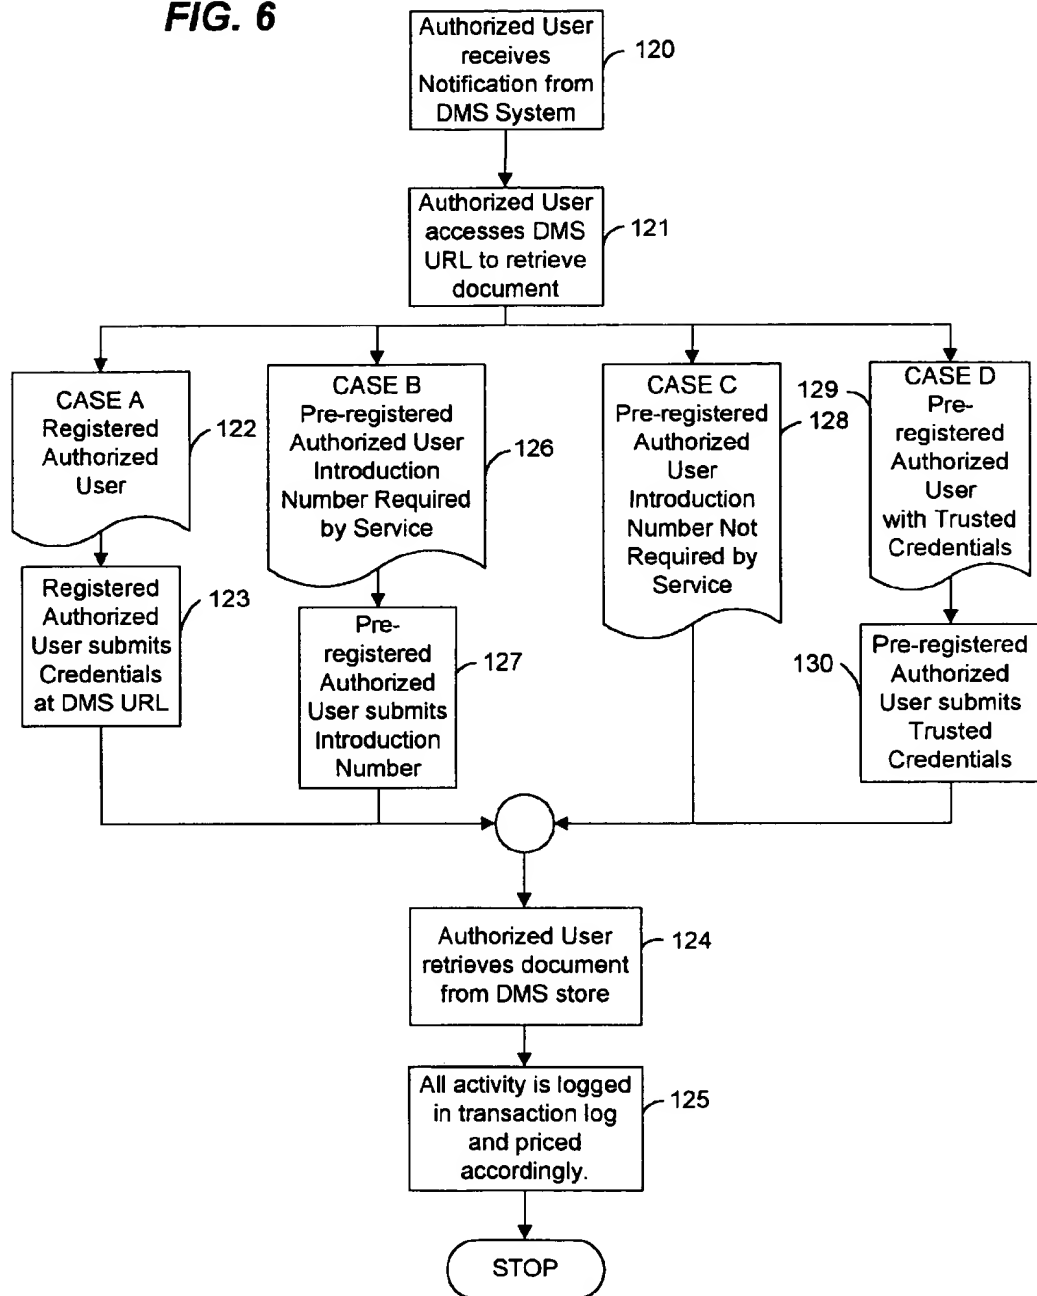 FIG. 6
Authorized User
receives
Notification from
DMS System
120
Authorized User
accesses DMS
URL to retrieve
document
121
CASE A
Registered
Authorized
User
122
CASE B
Pre-registered
Authorized User
Introduction
Number Required
by Service
126
CASE C
Pre-registered
Authorized
User
Introduction
Number Not
Required by
Service
128
129
CASE D
Pre-
registered
Authorized
User
with Trusted
Credentials
Registered
Authorized
User submits
Credentials
at DMS URL
123
Pre-
registered
Authorized
User submits
Introduction
Number
127
130
Pre-registered
Authorized
User submits
Trusted
Credentials
Authorized User
retrieves document
from DMS store
124
All activity is logged
in transaction log
and priced
accordingly.
125
STOP